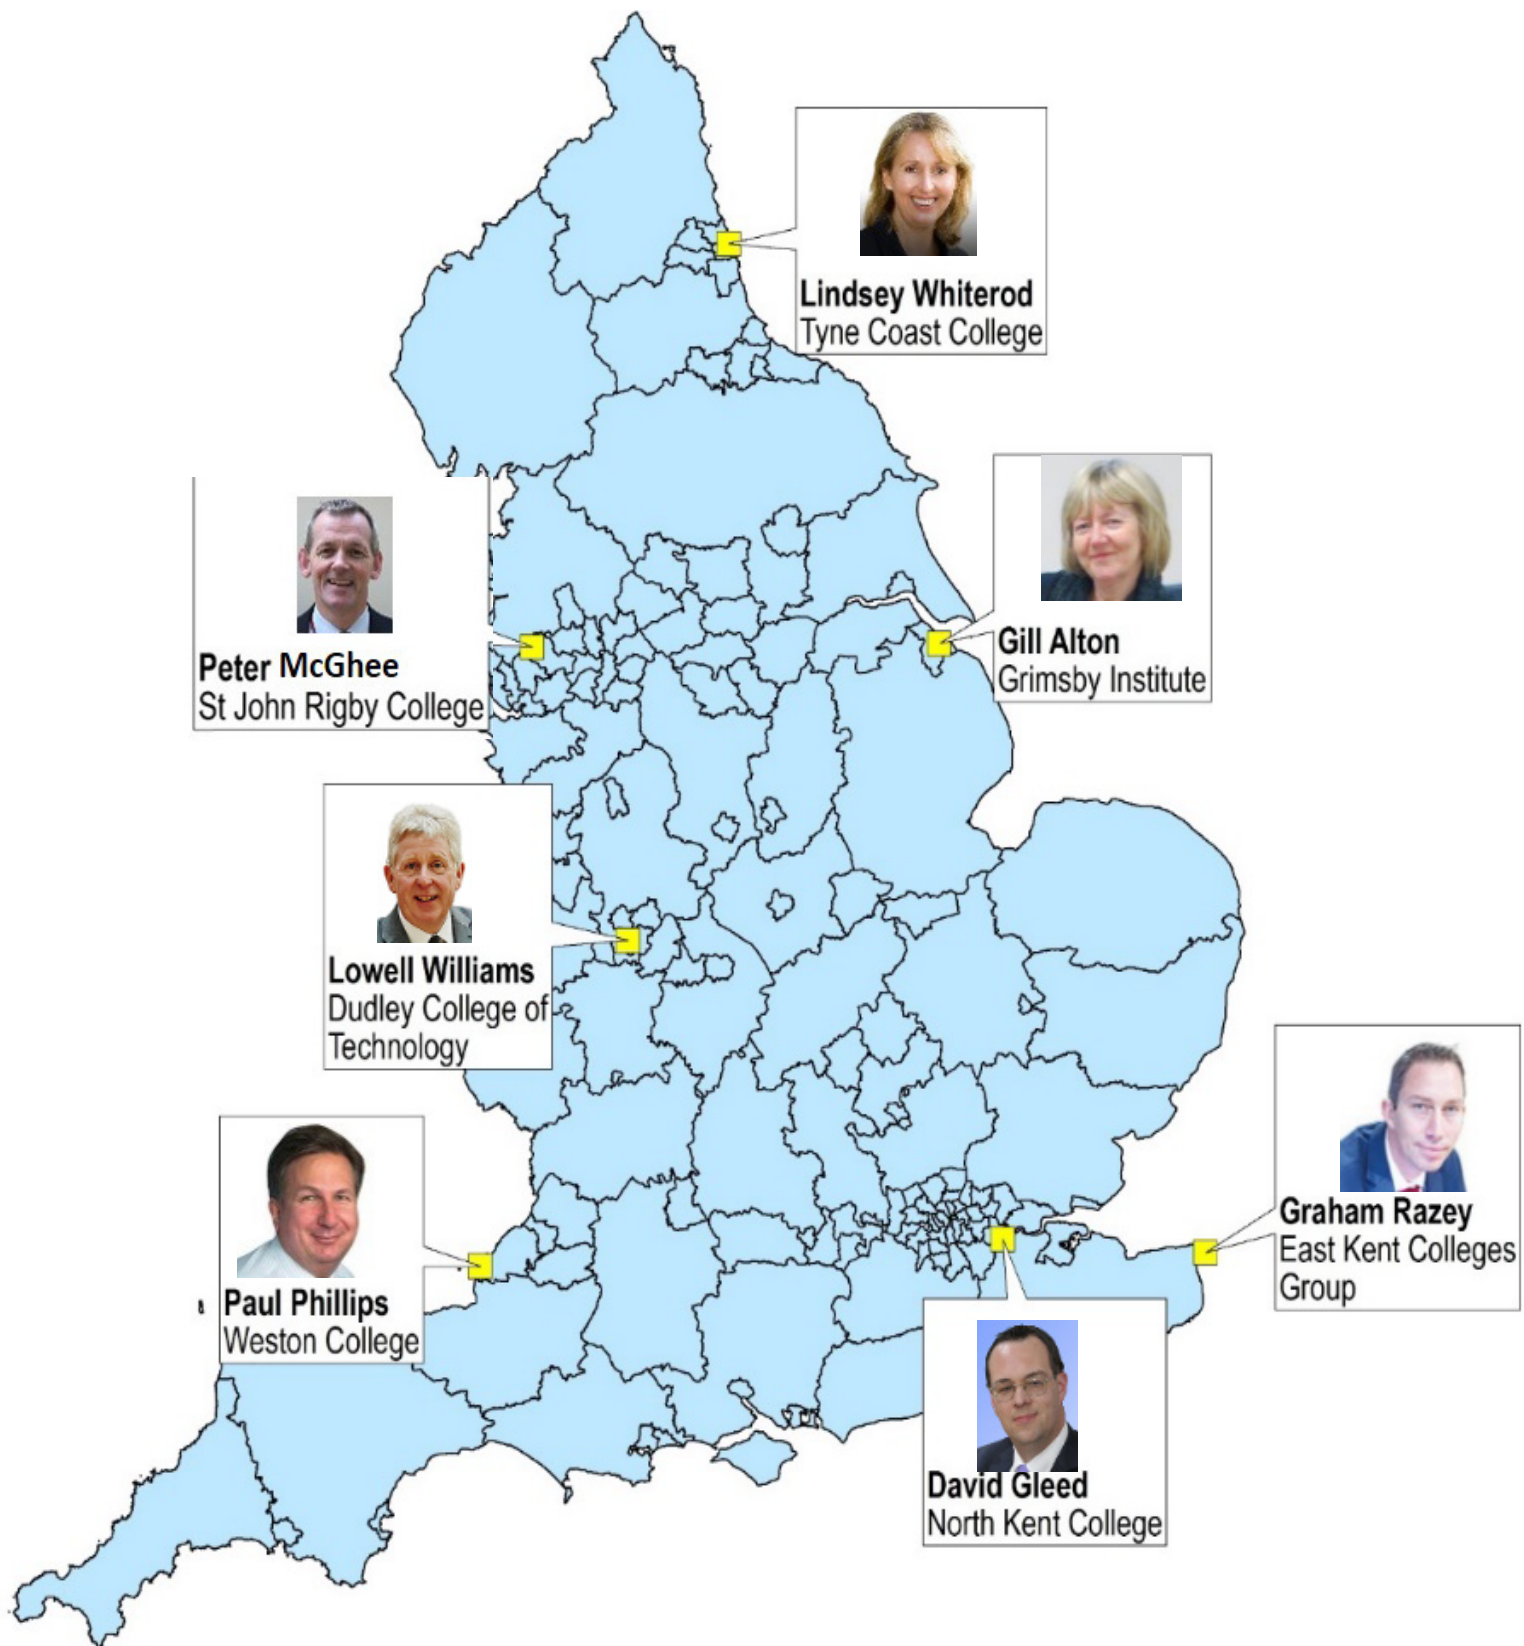 Lindsey Whiterod
Tyne Coast College
Gill Alton
Grimsby Institute
Peter McGhee
St John Rigby College
Lowell Williams
Dudley College of
Technology
Graham Razey
East Kent Colleges
Group
Paul Phillips
Weston College
David Gleed
North Kent College